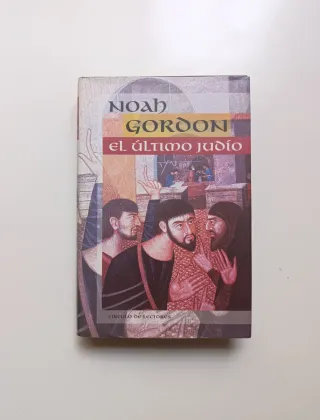 NOAH
GORDON
EL ÚLTIMO JUDÍO
CÍRCULO DE LECTORES